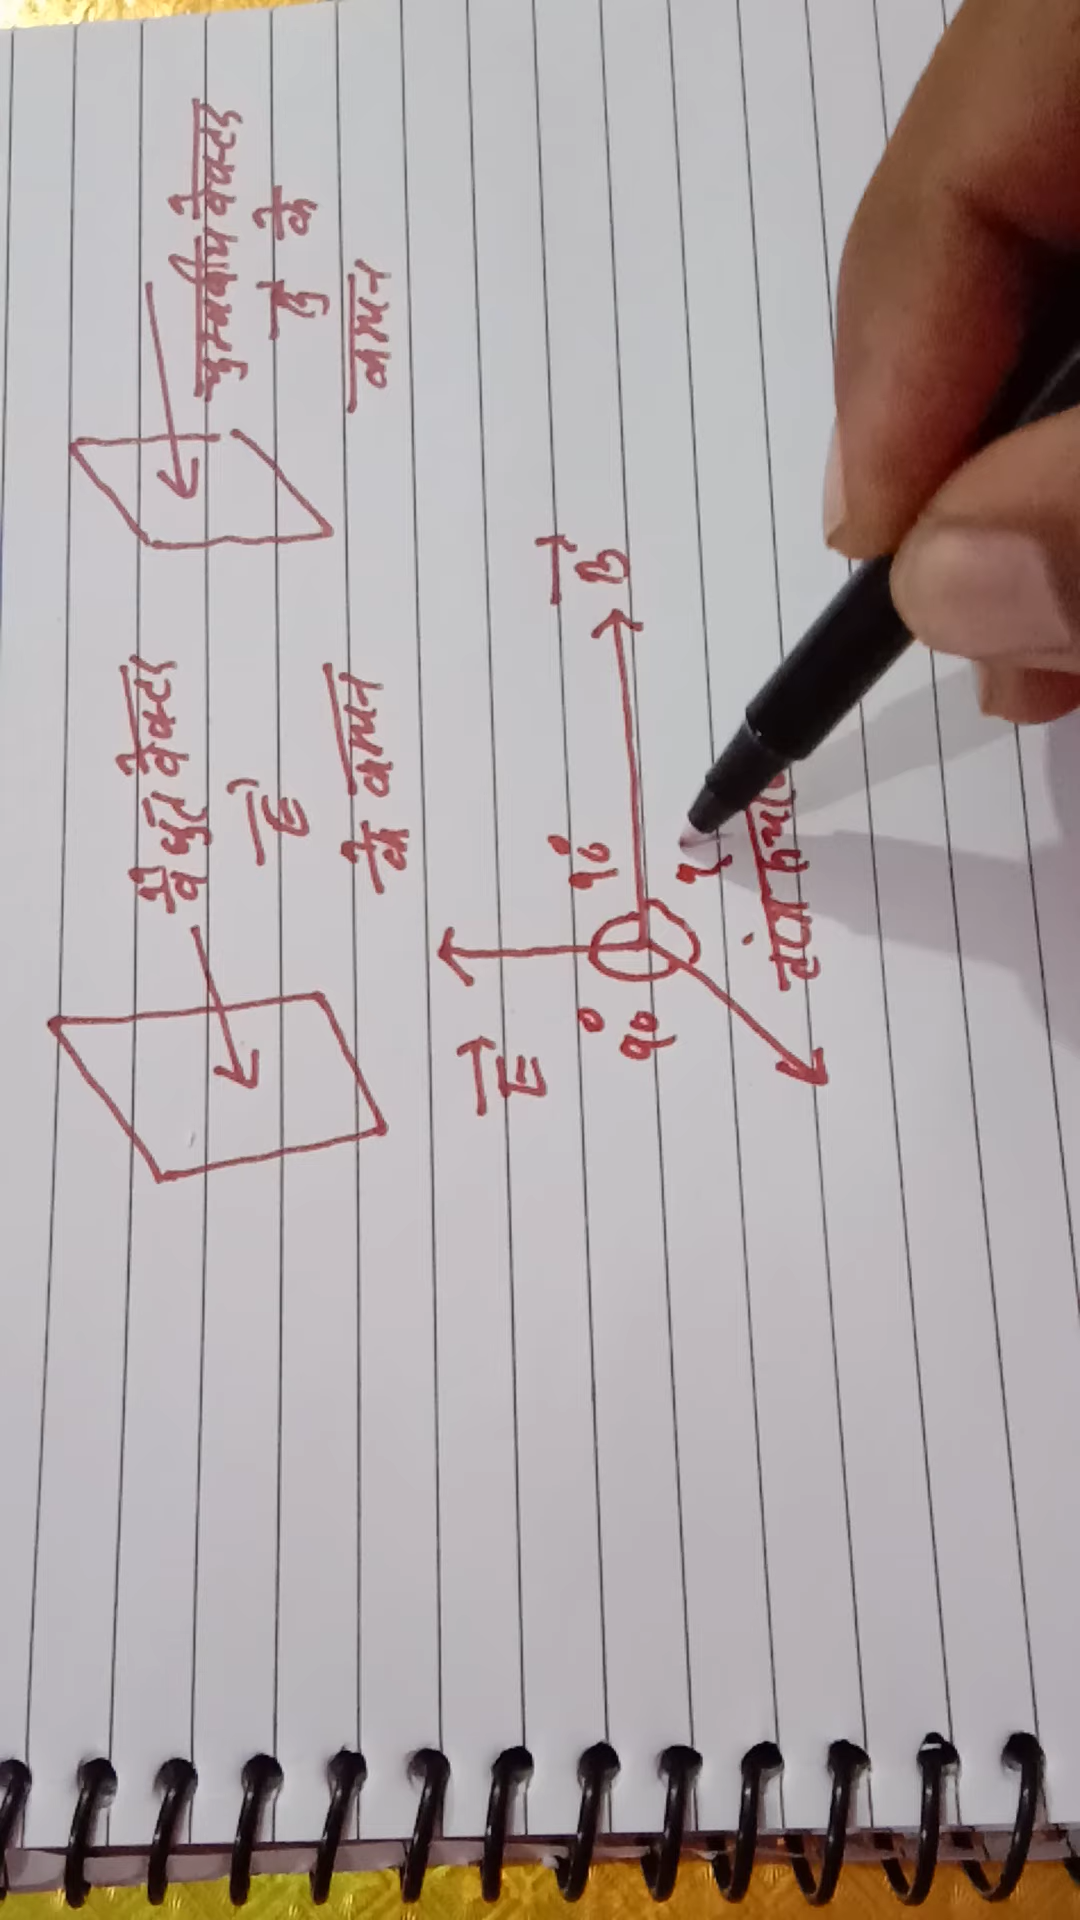 वैद्युत वेक्टर
E
के कम्पन
चुम्बकीय वेक्टर
के
कम्पन
E
B
90°
90°
तरंग